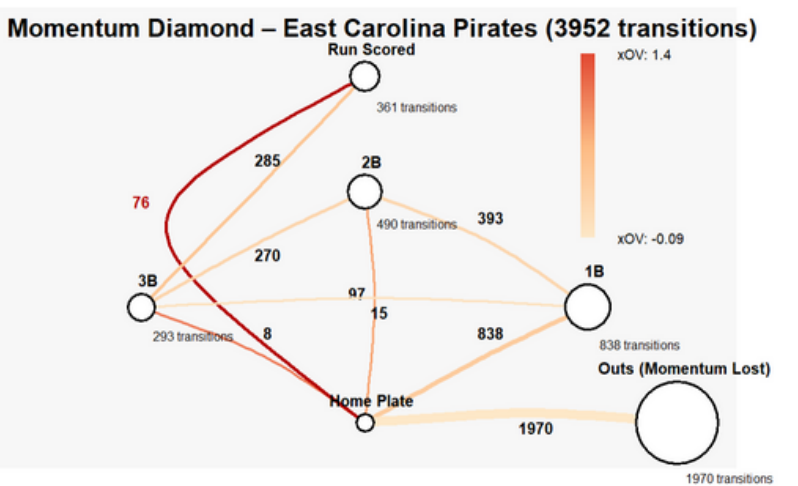 Momentum Diamond – East Carolina Pirates (3952 transitions)
Run Scored
xOV: 1.4
361 transitions
285
2B
76
490 transitions
393
xOV: -0.09
270
1B
3B
97
15
293 transitions
8
838
838 transitions
Outs (Momentum Lost)
Home Plate
1970
1970 transitions